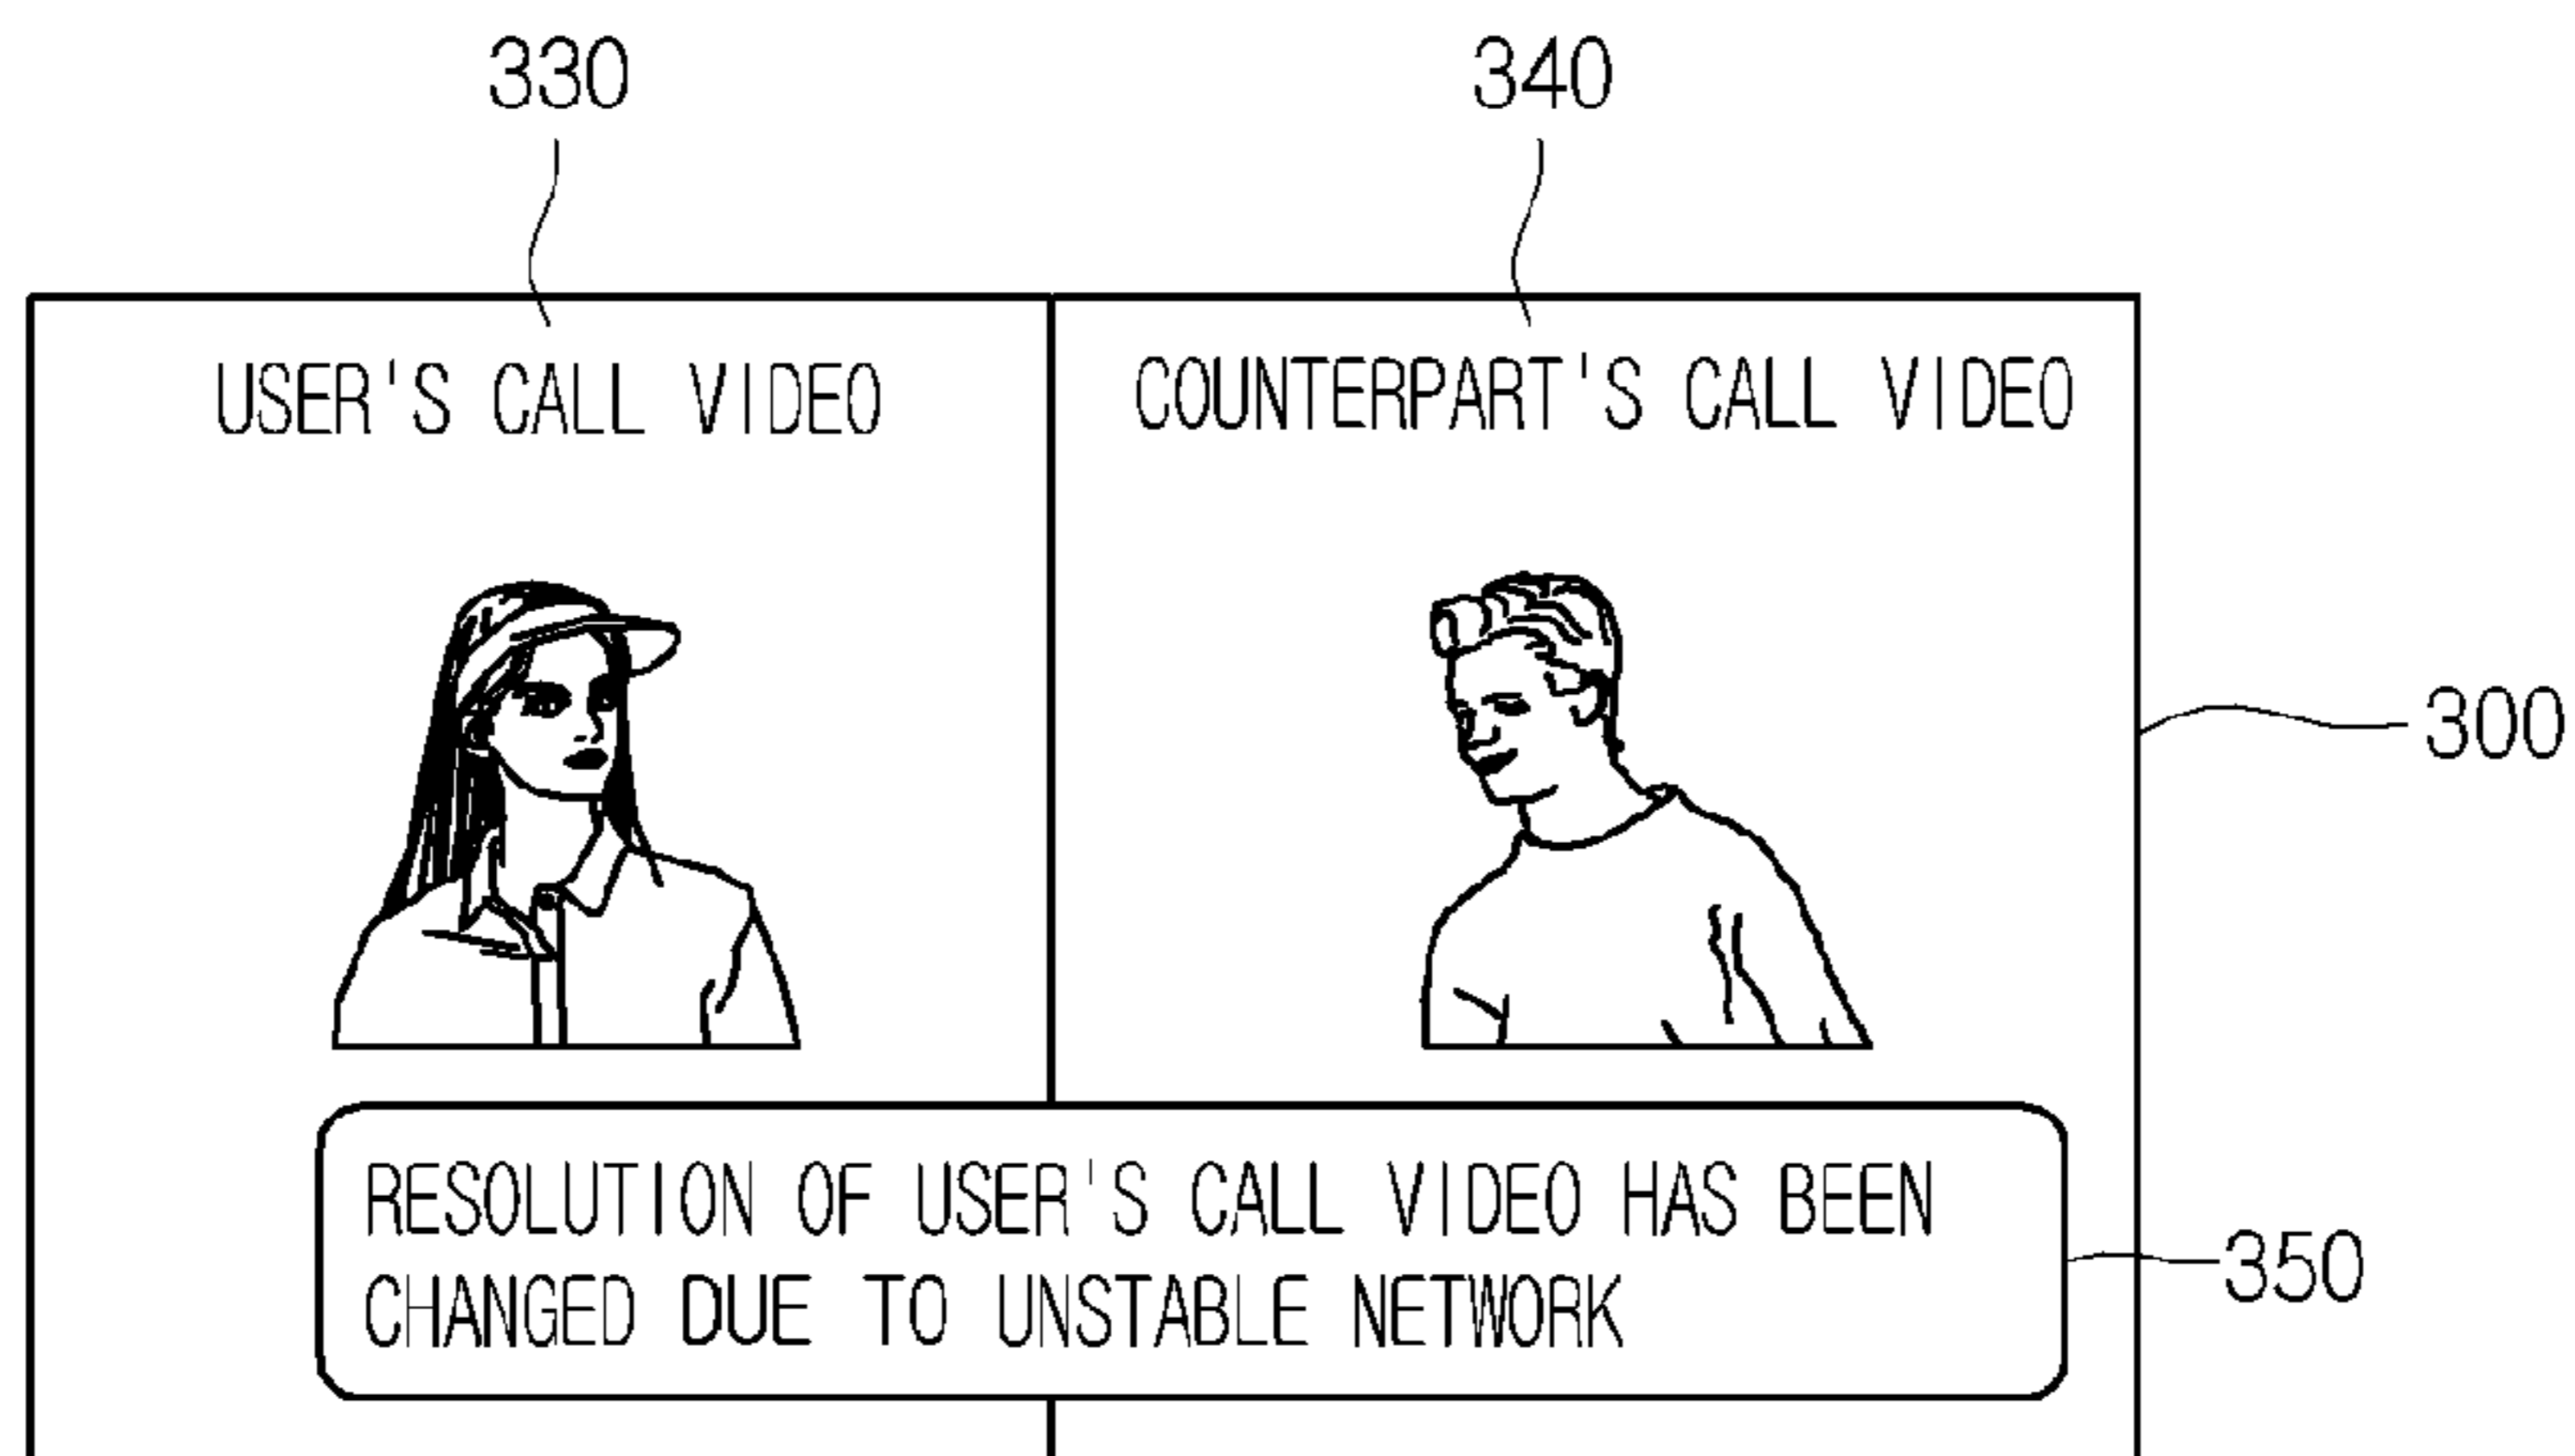 330
340
USER'S CALL VIDEO
COUNTERPART'S CALL VIDEO
300
RESOLUTION OF USER'S CALL VIDEO HAS BEEN
CHANGED DUE TO UNSTABLE NETWORK
350